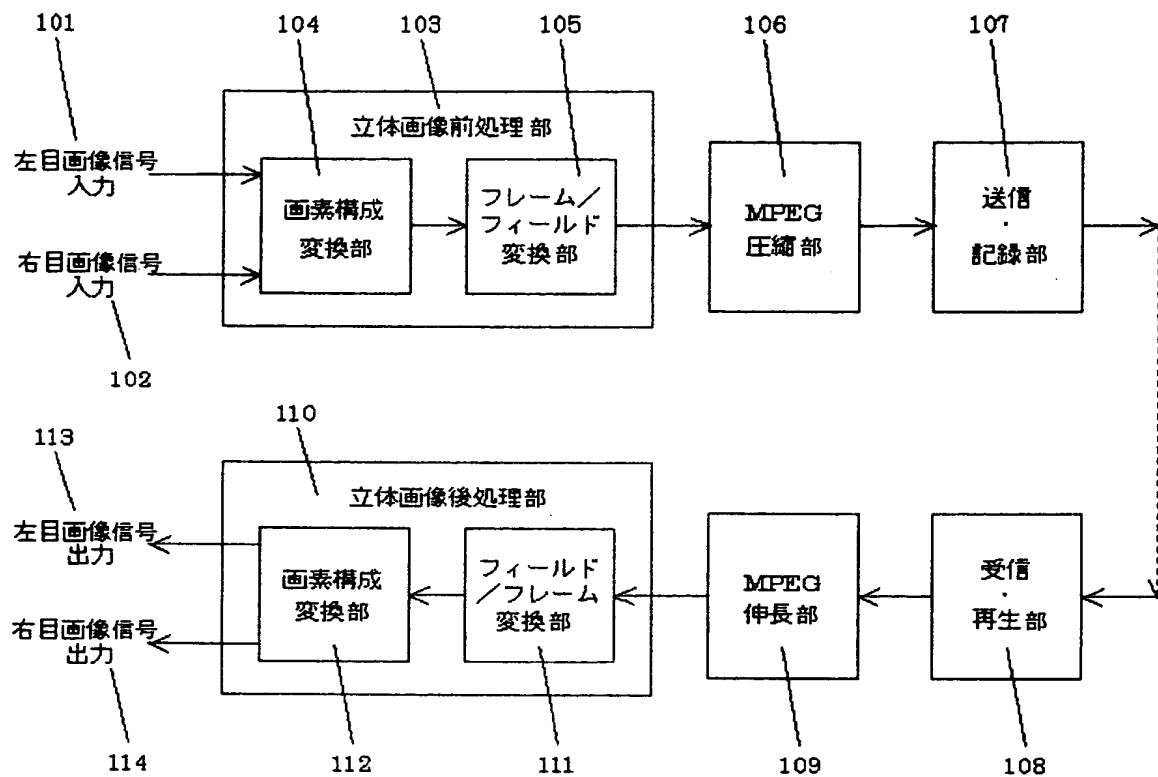 101
104
103
105
106
107
立体画像前処理部
左目画像信号
入力
画素構成
変換部
フレーム/
フィールド
変換部
MPEG
圧縮部
送信
・
記録部
右目画像信号
入力
102
110
113
立体画像後処理部
左目画像信号
出力
画素構成
変換部
フィールド
/フレーム
変換部
MPEG
伸長部
受信
・
再生部
右目画像信号
出力
114
112
111
109
108